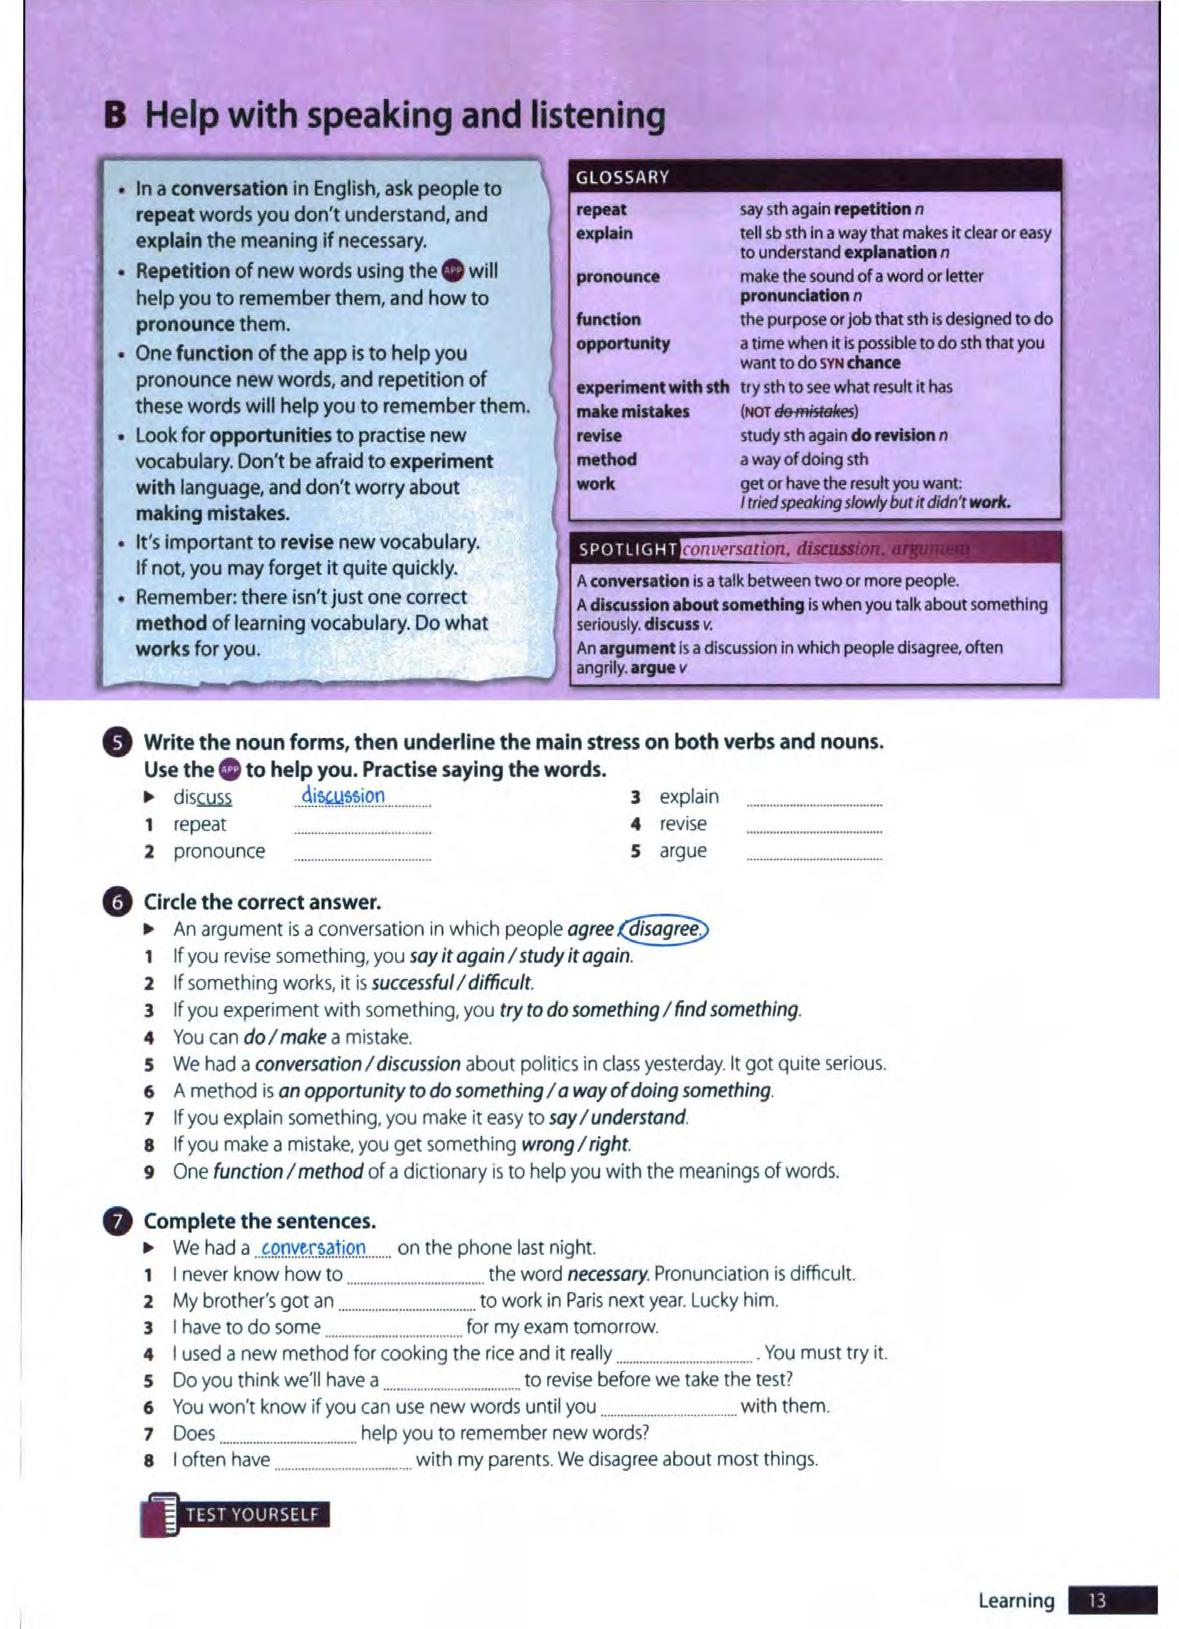 B Help with speaking and listening
• In a conversation in English, ask people to
repeat words you don't understand, and
explain the meaning if necessary.
• Repetition of new words using the APP will
help you to remember them, and how to
pronounce them.
• One function of the app is to help you
pronounce new words, and repetition of
these words will help you to remember them.
• Look for opportunities to practise new
vocabulary. Don't be afraid to experiment
with language, and don't worry about
making mistakes.
• It's important to revise new vocabulary.
If not, you may forget it quite quickly.
• Remember: there isn't just one correct
method of learning vocabulary. Do what
works for you.
GLOSSARY
repeat say sth again repetition n
explain tell sb sth in a way that makes it clear or easy
to understand explanation n
pronounce make the sound of a word or letter
pronunciation n
function the purpose or job that sth is designed to do
opportunity a time when it is possible to do sth that you
want to do SYN chance
experiment with sth try sth to see what result it has
make mistakes (NOT do mistakes)
revise study sth again do revision n
method a way of doing sth
work get or have the result you want:
I tried speaking slowly but it didn't work.
SPOTLIGHT conversation, discussion, argument
A conversation is a talk between two or more people.
A discussion about something is when you talk about something
seriously. discuss v.
An argument is a discussion in which people disagree, often
angrily. argue v
5 Write the noun forms, then underline the main stress on both verbs and nouns.
Use the APP to help you. Practise saying the words.
▶ discuss discussion
1 repeat
2 pronounce
3 explain
4 revise
5 argue
6 Circle the correct answer.
▶ An argument is a conversation in which people agree / disagree.
1 If you revise something, you say it again / study it again.
2 If something works, it is successful / difficult.
3 If you experiment with something, you try to do something / find something.
4 You can do / make a mistake.
5 We had a conversation / discussion about politics in class yesterday. It got quite serious.
6 A method is an opportunity to do something / a way of doing something.
7 If you explain something, you make it easy to say / understand.
8 If you make a mistake, you get something wrong / right.
9 One function / method of a dictionary is to help you with the meanings of words.
7 Complete the sentences.
▶ We had a conversation on the phone last night.
1 I never know how to ........ the word necessary. Pronunciation is difficult.
2 My brother's got an ........ to work in Paris next year. Lucky him.
3 I have to do some ........ for my exam tomorrow.
4 I used a new method for cooking the rice and it really ........ . You must try it.
5 Do you think we'll have a ........ to revise before we take the test?
6 You won't know if you can use new words until you ........ with them.
7 Does ........ help you to remember new words?
8 I often have ........ with my parents. We disagree about most things.
TEST YOURSELF
Learning 13